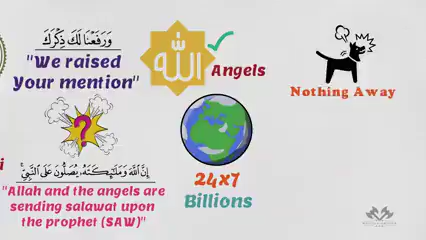 وَرَفَعْنَا لَكَ ذِكْرَكَ
"We raised
Your mention"
الله
Angels
Nothing Away
?
إِنَّ اللَّهَ وَمَلَائِكَتَهُ يُصَلُّونَ عَلَى النَّبِيِّ
"Allah and the angels are
sending salawat upon
the prophet (SAW)"
24x7
Billions